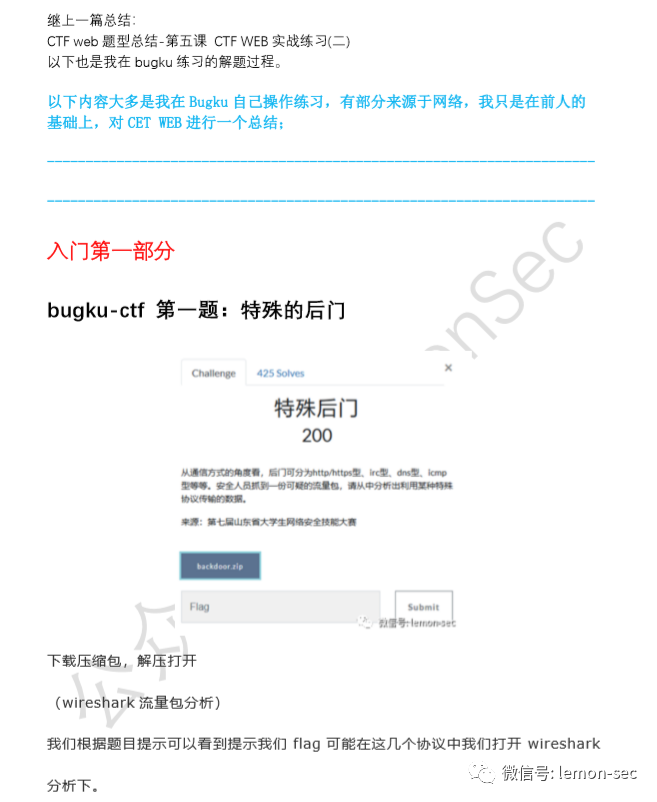 继上一篇总结：
CTF web 题型总结-第五课 CTF WEB 实战练习(二)
以下也是我在 bugku 练习的解题过程。
以下内容大多是我在 Bugku 自己操作练习，有部分来源于网络，我只是在前人的
基础上，对 CET WEB 进行一个总结；
入门第一部分
bugku-ctf 第一题：特殊的后门
Challenge 425 Solves ×
特殊后门
200
从通信方式的角度看，后门可分为http/https型、irc型、dns型、icmp
型等等。安全人员抓到一份可疑的流量包，请从中分析出利用某种特殊
协议传输的数据。
来源：第七届山东省大学生网络安全技能大赛
backdoor.zip
Flag Submit
微信号: lemon-sec
下载压缩包，解压打开
（wireshark 流量包分析）
我们根据题目提示可以看到提示我们 flag 可能在这几个协议中我们打开 wireshark
分析下。
微信号: lemon-sec
公众
onSec